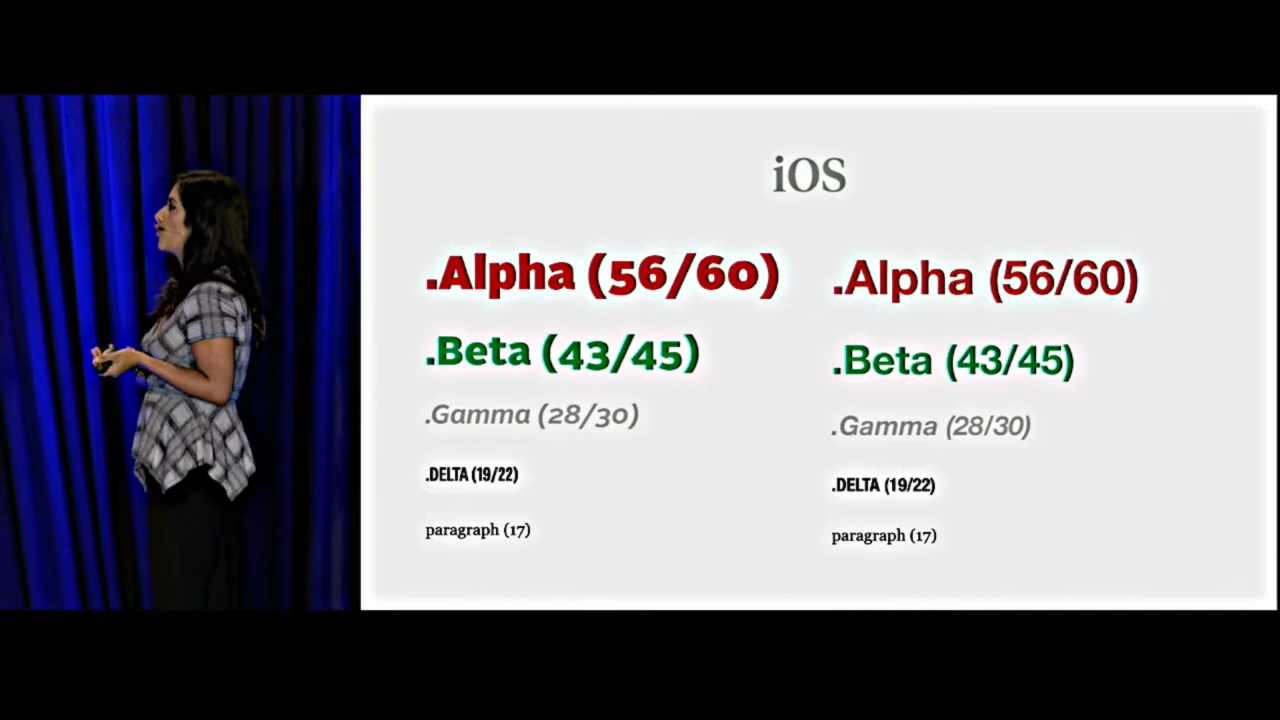 iOS
.Alpha (56/60)
.Beta (43/45)
.Gamma (28/30)
.DELTA (19/22)
paragraph (17)
.Alpha (56/60)
.Beta (43/45)
.Gamma (28/30)
.DELTA (19/22)
paragraph (17)